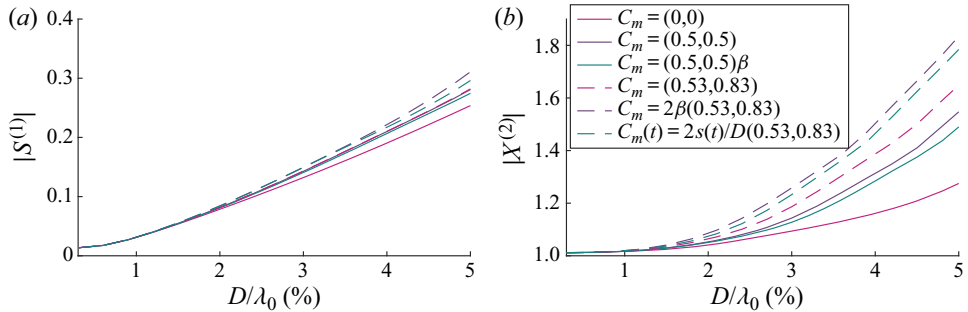 (a)
0.4
0.3
0.2
0.1
0
|S^(1)|
1 2 3 4 5
D/λ₀ (%)
(b)
1.8
1.6
1.4
1.2
1.0
|X^(2)|
C_m = (0,0)
C_m = (0.5,0.5)
C_m = (0.5,0.5)β
C_m = (0.53,0.83)
C_m = 2β(0.53,0.83)
C_m(t) = 2s(t)/D(0.53,0.83)
1 2 3 4 5
D/λ₀ (%)